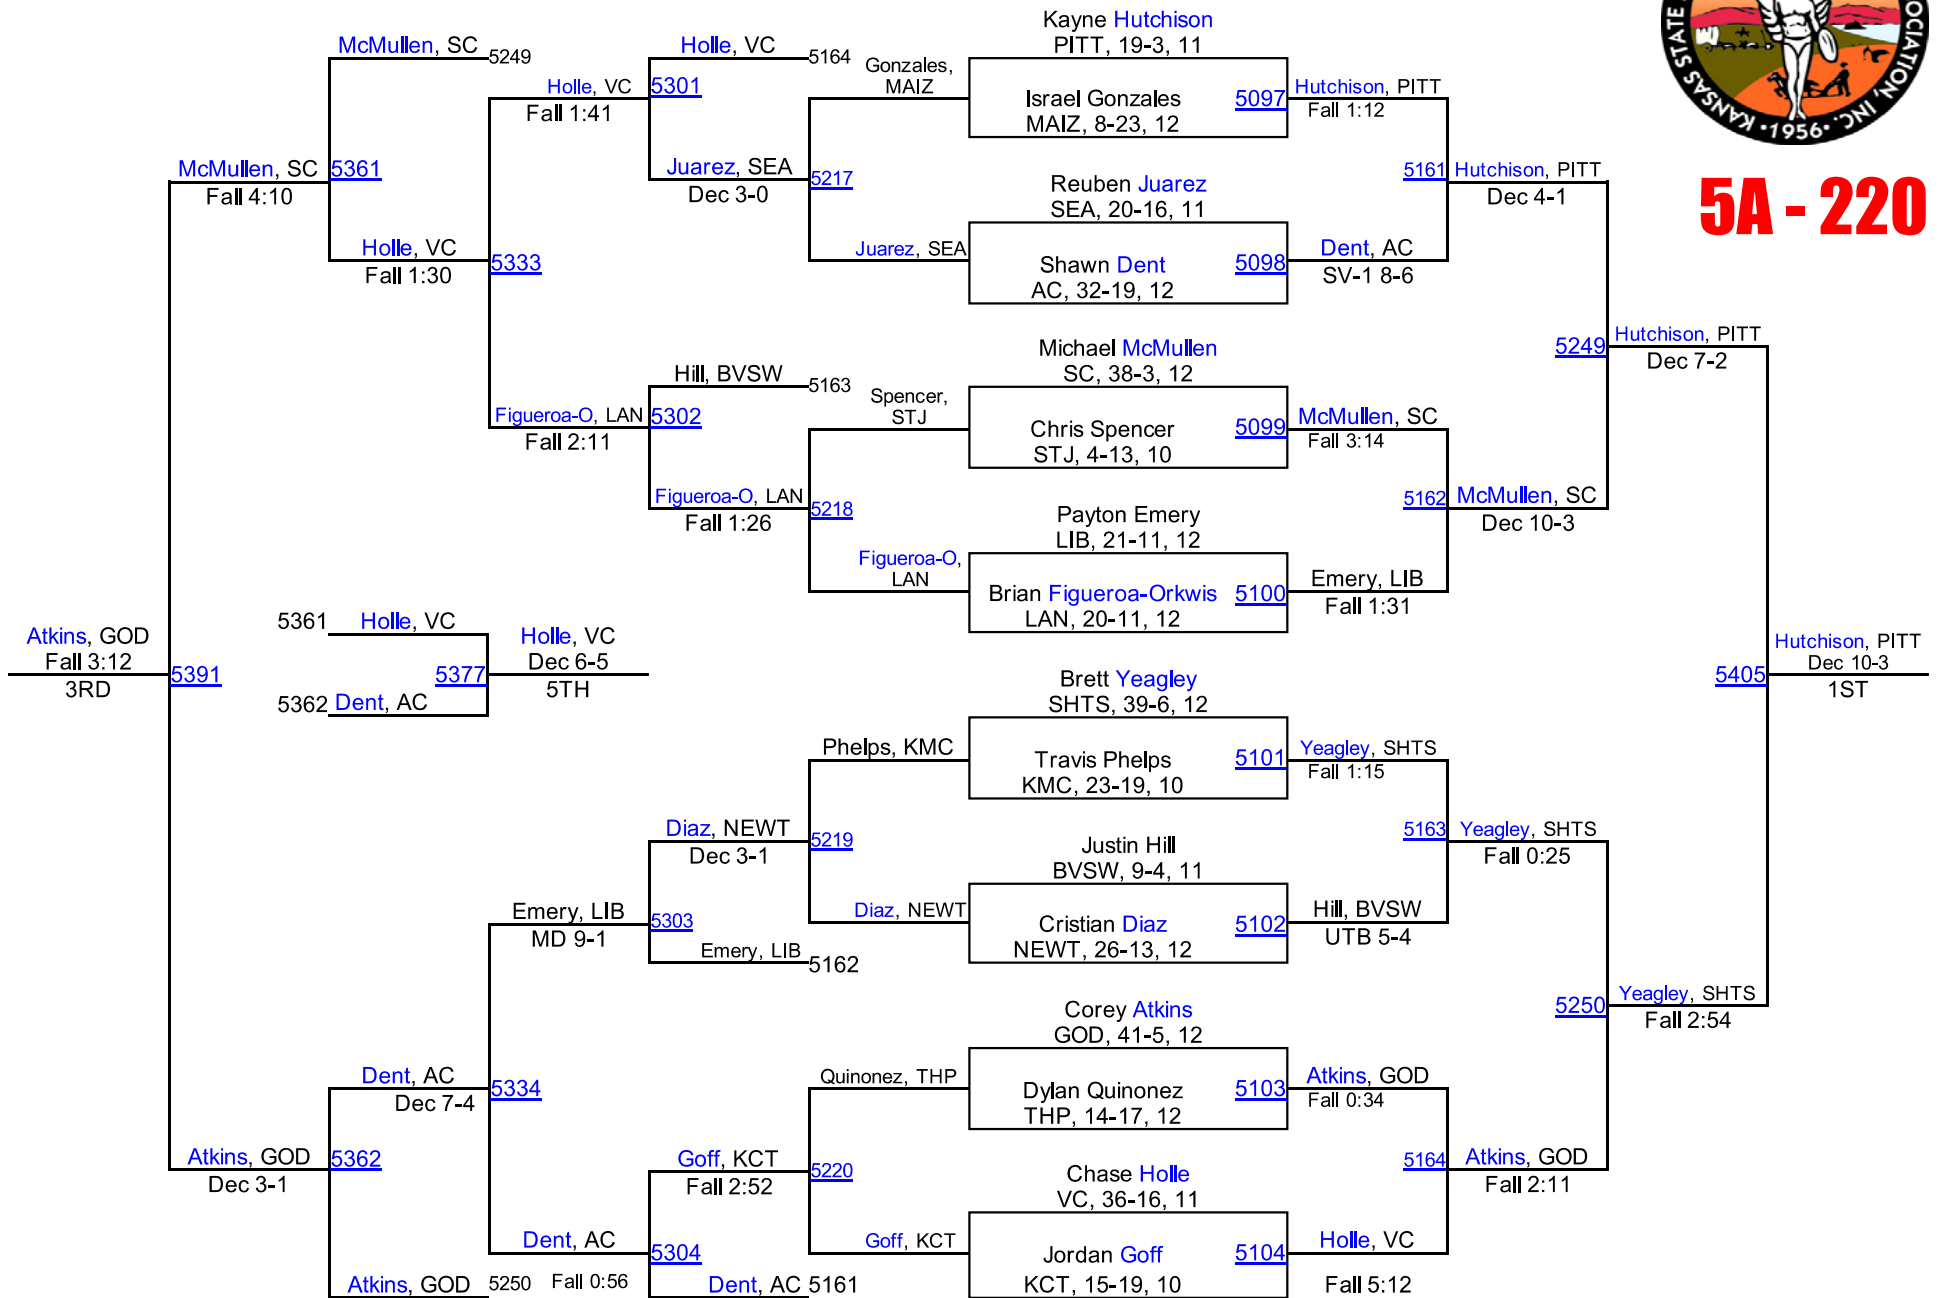 Kayne Hutchison
PITT, 19-3, 11
KANSAS STATE
OCIATION, INC.
•1956•
5A - 220
McMullen, SC
5249
Holle, VC
5164
Gonzales,
MAIZ
Holle, VC
Fall 1:41
5301
Israel Gonzales
MAIZ, 8-23, 12
5097
Hutchison, PITT
Fall 1:12
McMullen, SC
Fall 4:10
5361
Juarez, SEA
Dec 3-0
5217
Reuben Juarez
SEA, 20-16, 11
5161
Hutchison, PITT
Dec 4-1
Holle, VC
Fall 1:30
5333
Juarez, SEA
Shawn Dent
AC, 32-19, 12
5098
Dent, AC
SV-1 8-6
Michael McMullen
SC, 38-3, 12
5249
Hutchison, PITT
Dec 7-2
Hill, BVSW
5163
Spencer,
STJ
Figueroa-O, LAN
Fall 2:11
5302
Chris Spencer
STJ, 4-13, 10
5099
McMullen, SC
Fall 3:14
Figueroa-O, LAN
Fall 1:26
5218
Payton Emery
LIB, 21-11, 12
5162
McMullen, SC
Dec 10-3
Figueroa-O,
LAN
Brian Figueroa-Orkwis
LAN, 20-11, 12
5100
Emery, LIB
Fall 1:31
Atkins, GOD
Fall 3:12
3RD
5391
5361
Holle, VC
5362
Dent, AC
5377
Holle, VC
Dec 6-5
5TH
Brett Yeagley
SHTS, 39-6, 12
5405
Hutchison, PITT
Dec 10-3
1ST
Phelps, KMC
Travis Phelps
KMC, 23-19, 10
5101
Yeagley, SHTS
Fall 1:15
Diaz, NEWT
Dec 3-1
5219
Justin Hill
BVSW, 9-4, 11
5163
Yeagley, SHTS
Fall 0:25
Emery, LIB
MD 9-1
5303
Diaz, NEWT
Cristian Diaz
NEWT, 26-13, 12
5102
Hill, BVSW
UTB 5-4
Emery, LIB
5162
Corey Atkins
GOD, 41-5, 12
5250
Yeagley, SHTS
Fall 2:54
Dent, AC
Dec 7-4
5334
Quinonez, THP
Dylan Quinonez
THP, 14-17, 12
5103
Atkins, GOD
Fall 0:34
Atkins, GOD
Dec 3-1
5362
Goff, KCT
Fall 2:52
5220
Chase Holle
VC, 36-16, 11
5164
Atkins, GOD
Fall 2:11
Dent, AC
Fall 0:56
5304
Goff, KCT
Jordan Goff
KCT, 15-19, 10
5104
Holle, VC
Fall 5:12
Atkins, GOD
5250
Dent, AC
5161